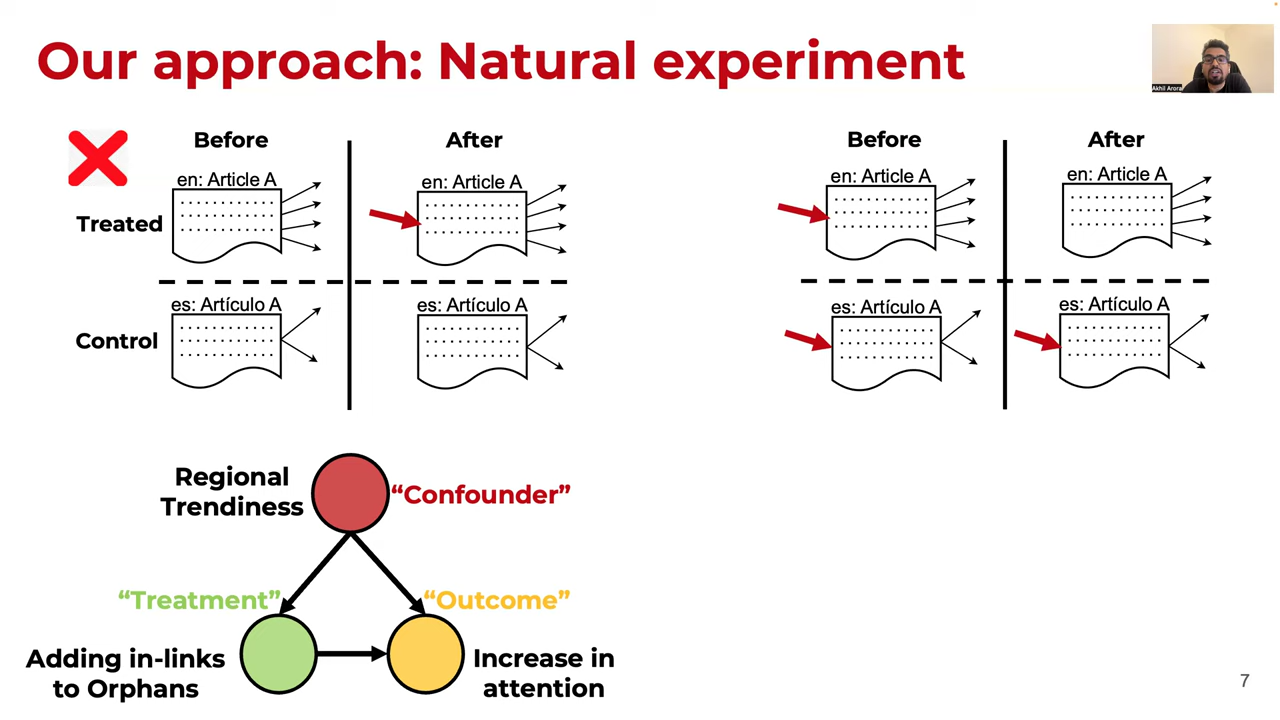 Our approach: Natural experiment
Akhil Arora
Before
After
en: Article A
en: Article A
Treated
es: Artículo A
es: Artículo A
Control
Before
After
en: Article A
en: Article A
es: Artículo A
es: Artículo A
Regional
Trendiness
“Confounder”
“Treatment”
“Outcome”
Adding in-links
to Orphans
Increase in
attention
7